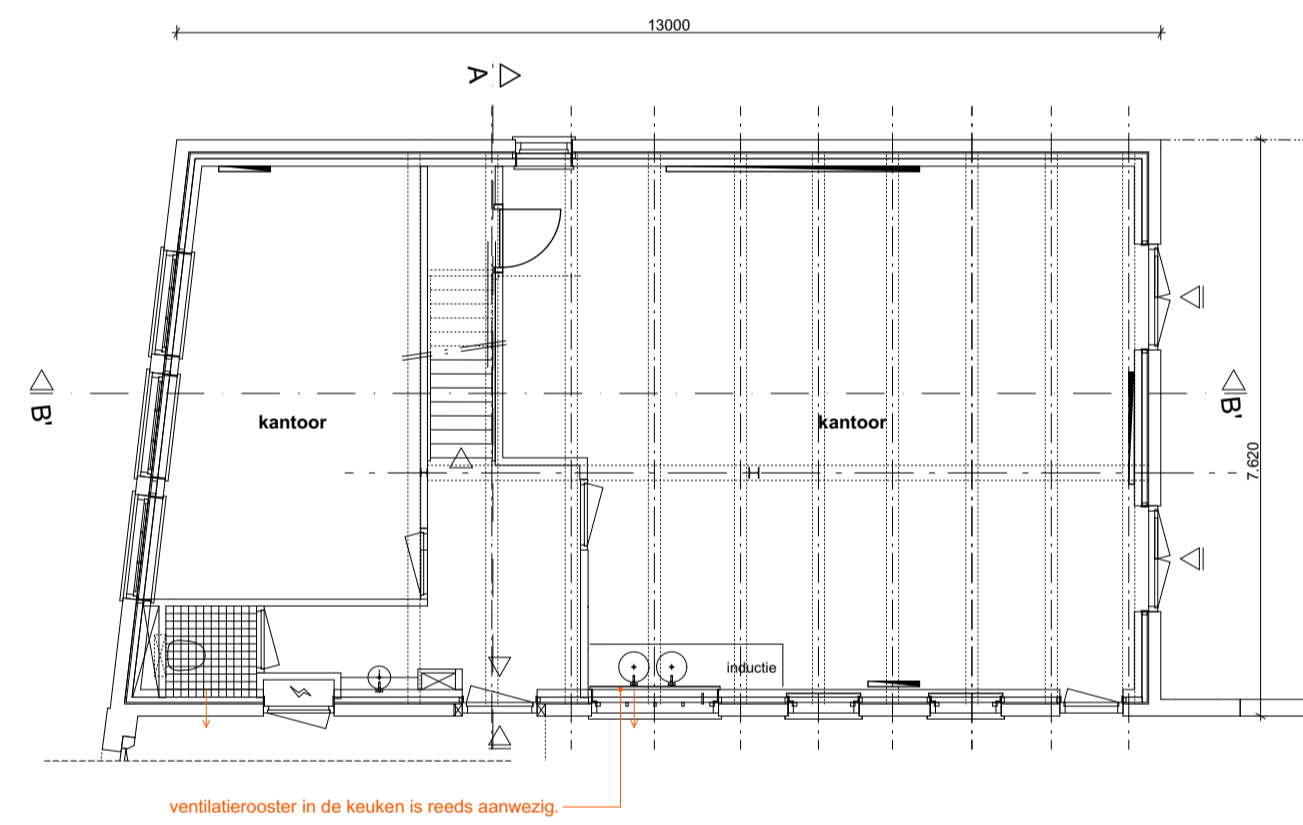 13000
A
B'
kantoor
kantoor
B'
7.620
inductie
ventilatierooster in de keuken is reeds aanwezig.